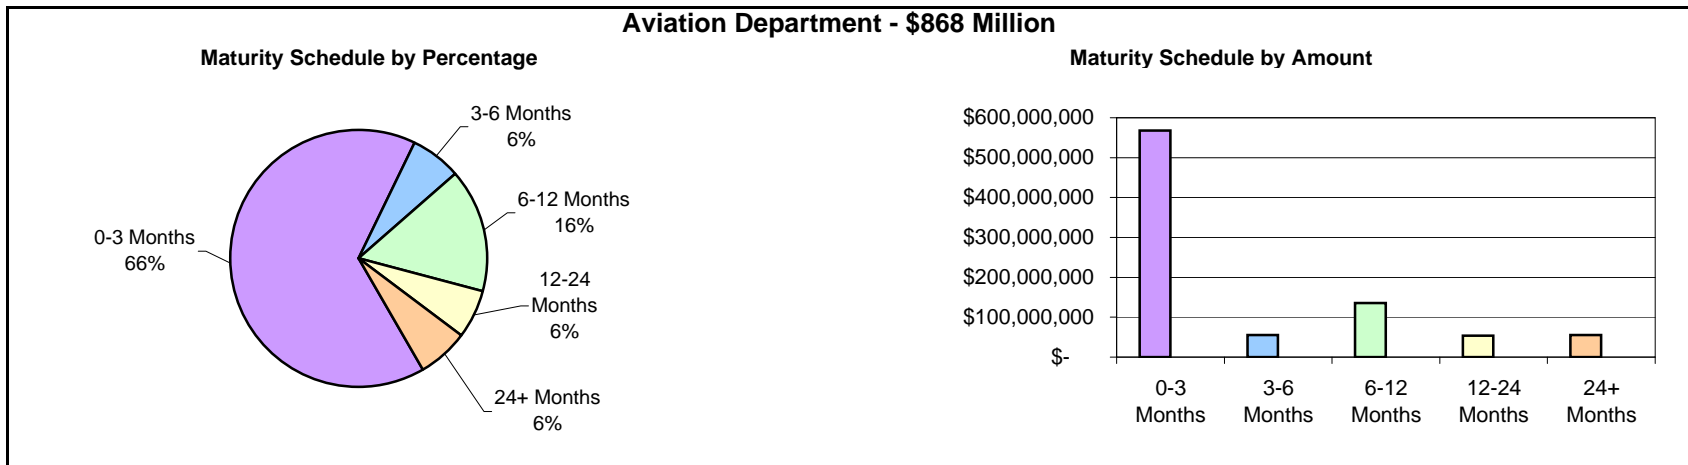 Aviation Department - $868 Million
Maturity Schedule by Percentage
3-6 Months
6%
6-12 Months
16%
0-3 Months
66%
12-24
Months
6%
24+ Months
6%
Maturity Schedule by Amount
$600,000,000
$500,000,000
$400,000,000
$300,000,000
$200,000,000
$100,000,000
$-
0-3
Months
3-6
Months
6-12
Months
12-24
Months
24+
Months